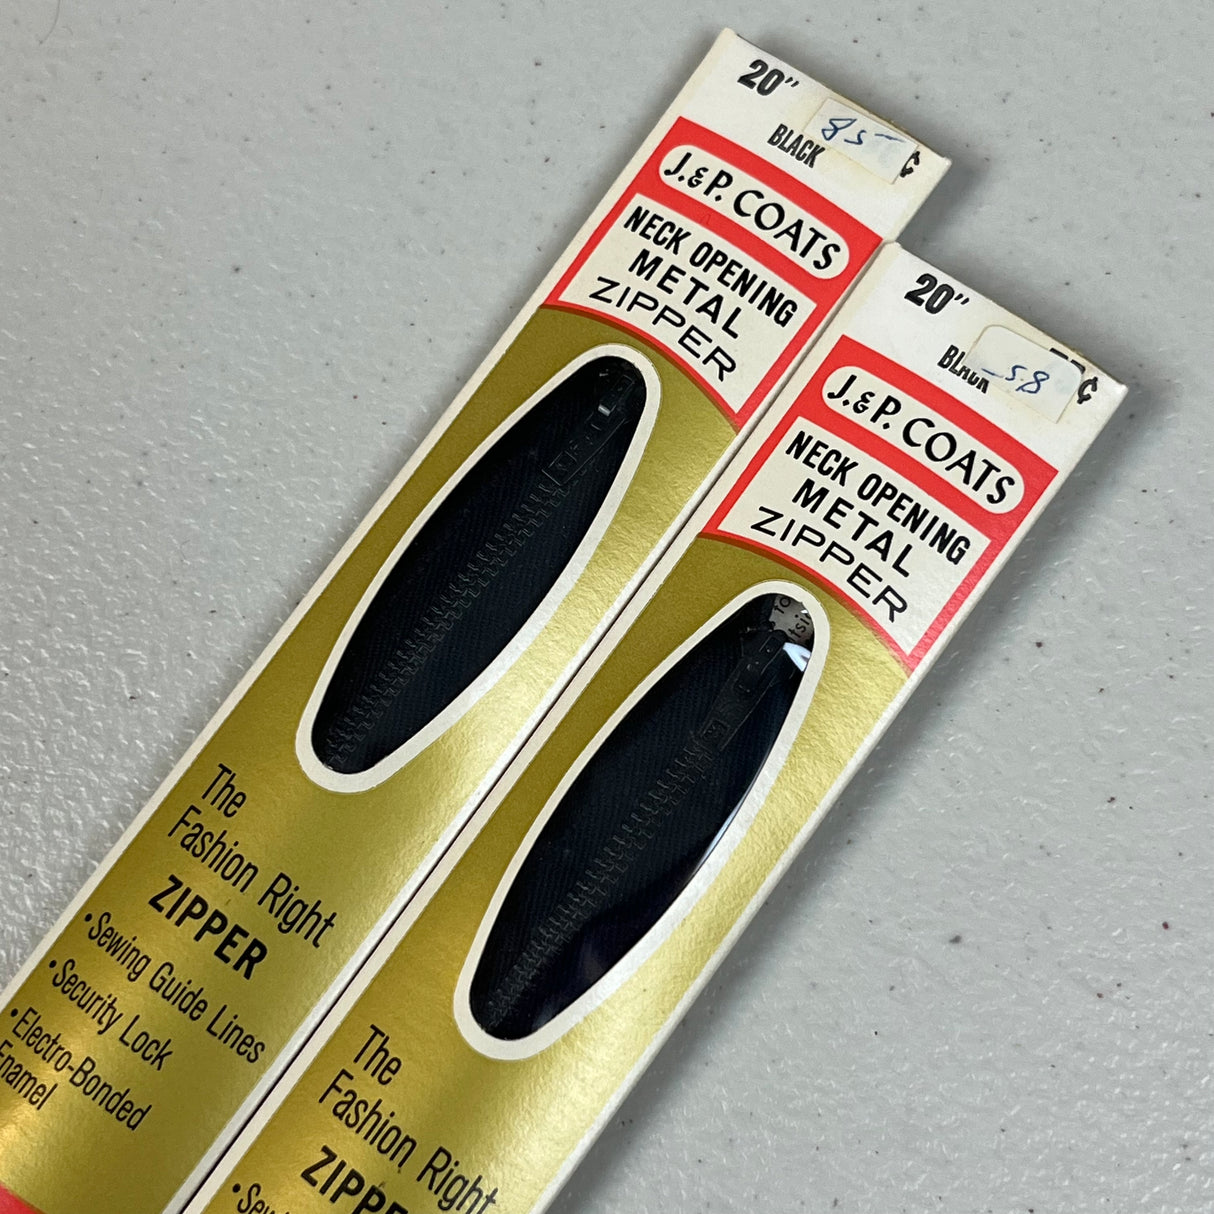 20"
BLACK
85
¢
J.&P. COATS
NECK OPENING
METAL
ZIPPER
The
Fashion Right
ZIPPER
•Sewing Guide Lines
•Security Lock
•Electro-Bonded
Enamel
20"
BLACK
¢
J.&P. COATS
NECK OPENING
METAL
ZIPPER
The
Fashion Right